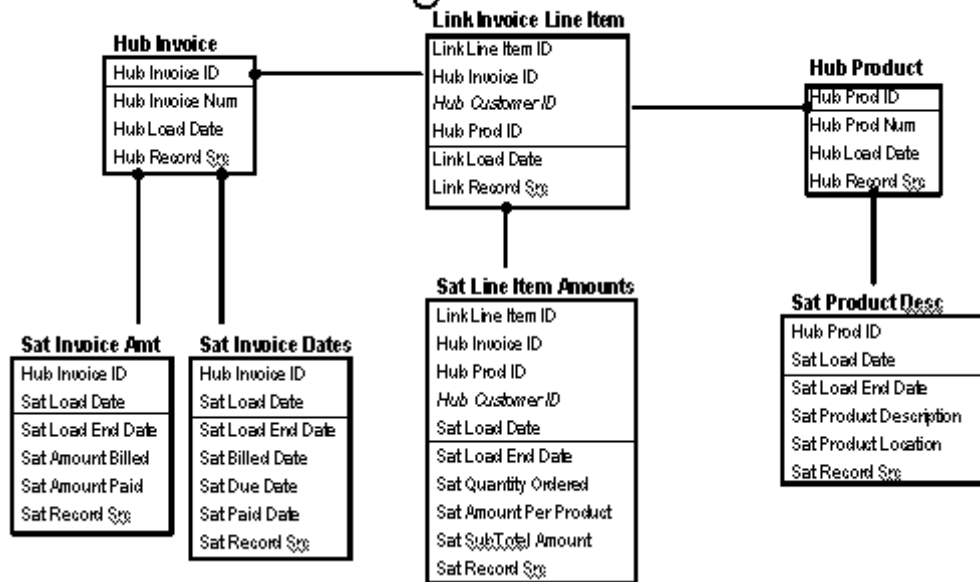 Link Invoice Line Item
Link Line Item ID
Hub Invoice ID
Hub Customer ID
Hub Prod ID
Link Load Date
Link Record Src
Hub Invoice
Hub Invoice ID
Hub Invoice Num
Hub Load Date
Hub Record Src
Hub Product
Hub Prod ID
Hub Prod Num
Hub Load Date
Hub Record Src
Sat Invoice Amt
Hub Invoice ID
Sat Load Date
Sat Load End Date
Sat Amount Billed
Sat Amount Paid
Sat Record Src
Sat Invoice Dates
Hub Invoice ID
Sat Load Date
Sat Load End Date
Sat Billed Date
Sat Due Date
Sat Paid Date
Sat Record Src
Sat Line Item Amounts
Link Line Item ID
Hub Invoice ID
Hub Prod ID
Hub Customer ID
Sat Load Date
Sat Load End Date
Sat Quantity Ordered
Sat Amount Per Product
Sat SubTotal Amount
Sat Record Src
Sat Product Desc
Hub Prod ID
Sat Load Date
Sat Load End Date
Sat Product Description
Sat Product Location
Sat Record Src